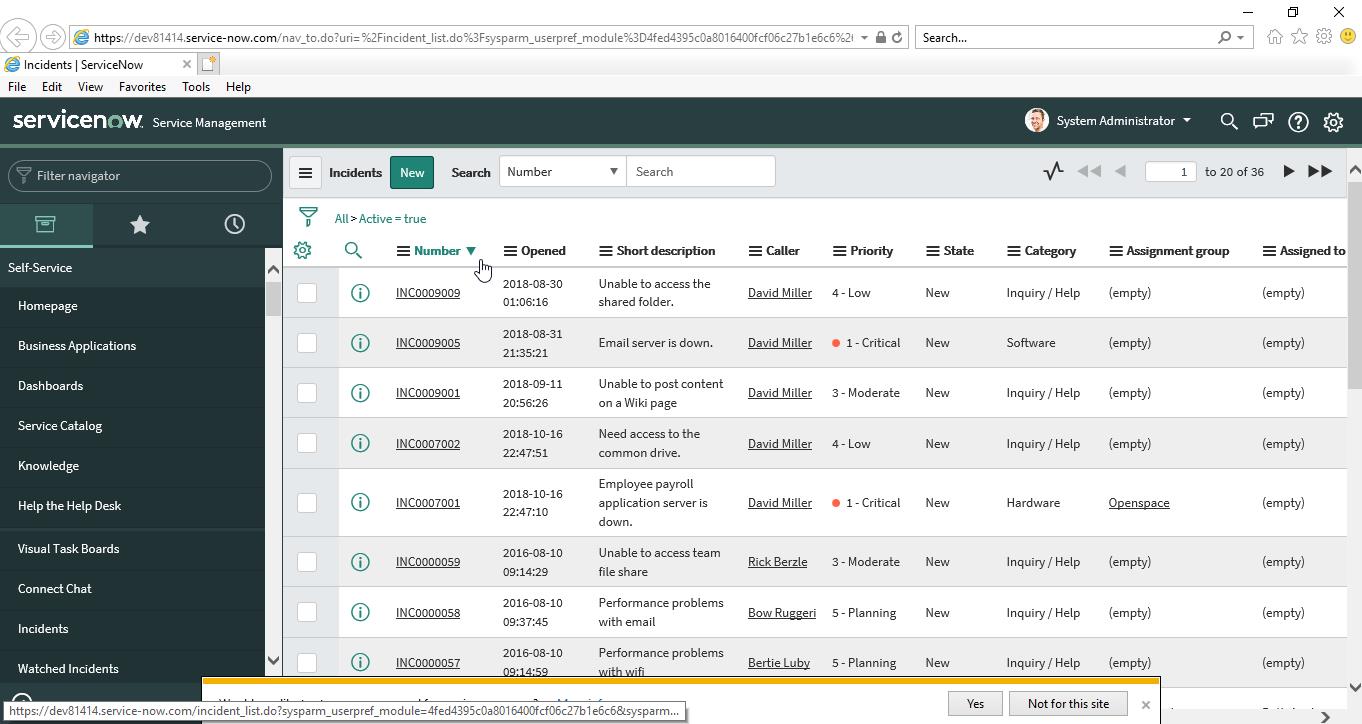 https://dev81414.service-now.com/nav_to.do?uri=%2Fincident_list.do%3Fsysparm_userpref_module%3D4fed4395c0a8016400fcf06c27b1e6c6%2
Search...
Incidents | ServiceNow
File Edit View Favorites Tools Help
servicenow. Service Management
System Administrator
Filter navigator
Incidents New Search Number Search
1 to 20 of 36
All > Active = true
Number Opened Short description Caller Priority State Category Assignment group Assigned to
Self-Service
Homepage
Business Applications
Dashboards
Service Catalog
Knowledge
Help the Help Desk
Visual Task Boards
Connect Chat
Incidents
Watched Incidents
INC0009009 2018-08-30 01:06:16 Unable to access the shared folder. David Miller 4 - Low New Inquiry / Help (empty) (empty)
INC0009005 2018-08-31 21:35:21 Email server is down. David Miller 1 - Critical New Software (empty) (empty)
INC0009001 2018-09-11 20:56:26 Unable to post content on a Wiki page David Miller 3 - Moderate New Inquiry / Help (empty) (empty)
INC0007002 2018-10-16 22:47:51 Need access to the common drive. David Miller 4 - Low New Inquiry / Help (empty) (empty)
INC0007001 2018-10-16 22:47:10 Employee payroll application server is down. David Miller 1 - Critical New Hardware Openspace (empty)
INC0000059 2016-08-10 09:14:29 Unable to access team file share Rick Berzle 3 - Moderate New Inquiry / Help (empty) (empty)
INC0000058 2016-08-10 09:37:45 Performance problems with email Bow Ruggeri 5 - Planning New Inquiry / Help (empty) (empty)
INC0000057 2016-08-10 09:14:59 Performance problems with wifi Bertie Luby 5 - Planning New Inquiry / Help (empty) (empty)
Yes Not for this site
https://dev81414.service-now.com/incident_list.do?sysparm_userpref_module=4fed4395c0a8016400fcf06c27b1e6c6&sysparm...